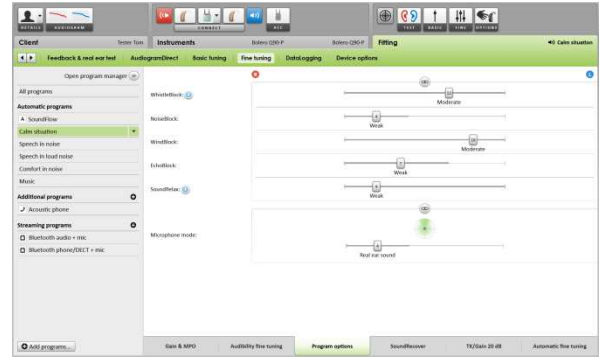 DETAILS AUDIOGRAM CONNECT REC TEST BASIC FINE OPTIONS
Client Tester Tom Instruments Bolero Q90-P Bolero Q90-P Fitting Calm situation
Feedback & real ear test AudiogramDirect Basic tuning Fine tuning DataLogging Device options
Open program manager
All programs
Automatic programs
SoundFlow
Calm situation
Speech in noise
Speech in loud noise
Comfort in noise
Music
Additional programs
Acoustic phone
Streaming programs
Bluetooth audio + mic
Bluetooth phone/DECT + mic
Add programs...
WhistleBlock:
Moderate
NoiseBlock:
Weak
WindBlock:
Moderate
EchoBlock:
Weak
SoundRelax:
Weak
Microphone mode:
Real ear sound
Gain & MPO Audibility fine tuning Program options SoundRecover TK/Gain 20 dB Automatic fine tuning